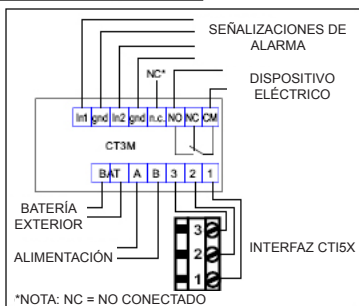 SEÑALIZACIONES DE
ALARMA
NC*
DISPOSITIVO
ELÉCTRICO
In1 gnd In2 gnd n.c. NO NC CM
CT3M
BAT A B 3 2 1
BATERÍA
EXTERIOR
ALIMENTACIÓN
3
2
1
INTERFAZ CTI5X
*NOTA: NC = NO CONECTADO